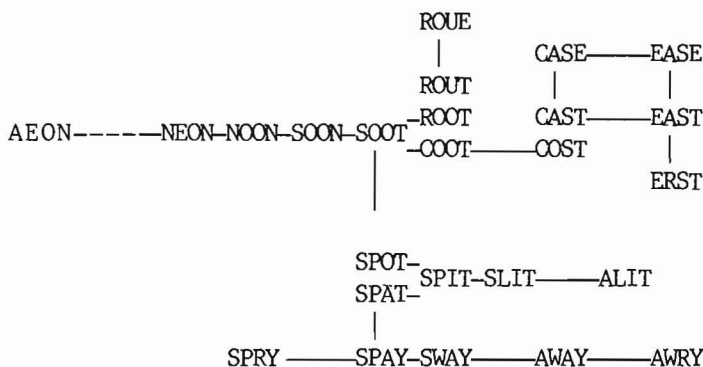 ROUE
CASE EASE
ROUT
ROOT CAST EAST
AEON NEON NOON SOON SOOT
COOT COST
ERST
SPOT
SPIT SLIT ALIT
SPAT
SPRY SPAY SWAY AWAY AWRY